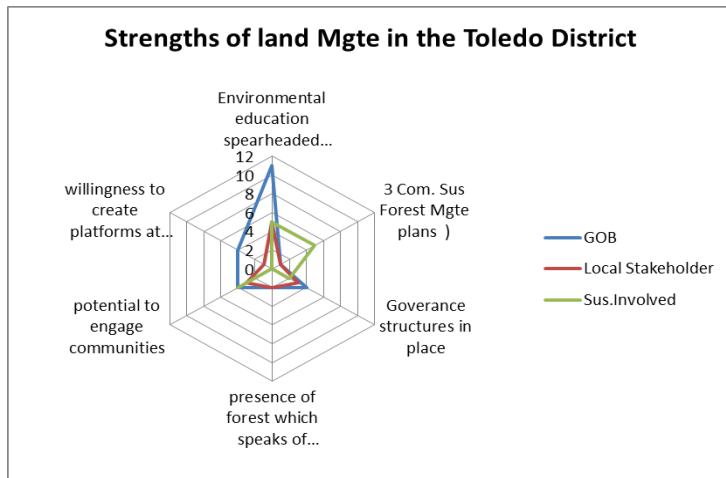 Strengths of land Mgte in the Toledo District
Environmental
education
spearheaded...
12
10
8
6
4
2
0
3 Com. Sus
Forest Mgte
plans )
Goverance
structures in
place
presence of
forest which
speaks of...
potential to
engage
communities
willingness to
create
platforms at...
GOB
Local Stakeholder
Sus.Involved